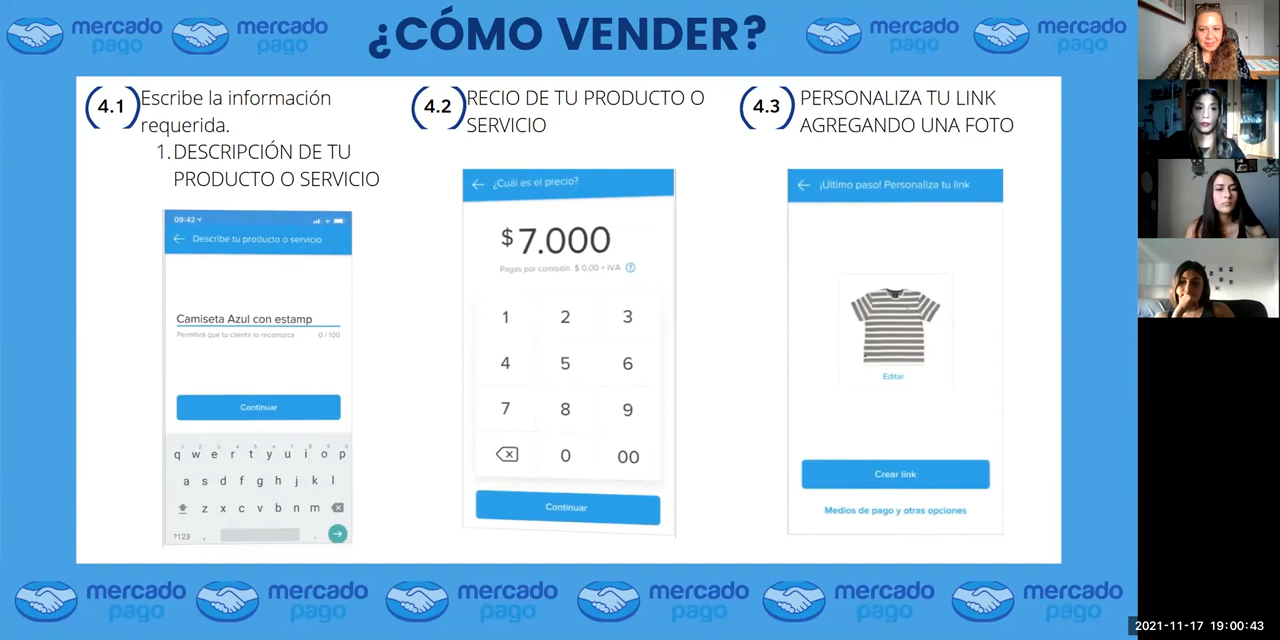 mercado
pago
mercado
pago
¿CÓMO VENDER?
mercado
pago
mercado
pago
4.1
Escribe la información
requerida.
1. DESCRIPCIÓN DE TU
PRODUCTO O SERVICIO
09:42
Describe tu producto o servicio
Camiseta Azul con estamp
Permitirá que tu cliente lo reconozca 0 / 100
Continuar
q w e r t y u i o p
a s d f g h j k l
z x c v b n m
?123 , .
4.2
RECIO DE TU PRODUCTO O
SERVICIO
¿Cuál es el precio?
$ 7.000
Pagas por comisión $ 0,00 + IVA ?
1 2 3
4 5 6
7 8 9
0 00
Continuar
4.3
PERSONALIZA TU LINK
AGREGANDO UNA FOTO
¡Último paso! Personaliza tu link
Editar
Crear link
Medios de pago y otras opciones
mercado
pago
mercado
pago
mercado
pago
mercado
pago
mercado
pago
mercado
pago
2021-11-17 19:00:43